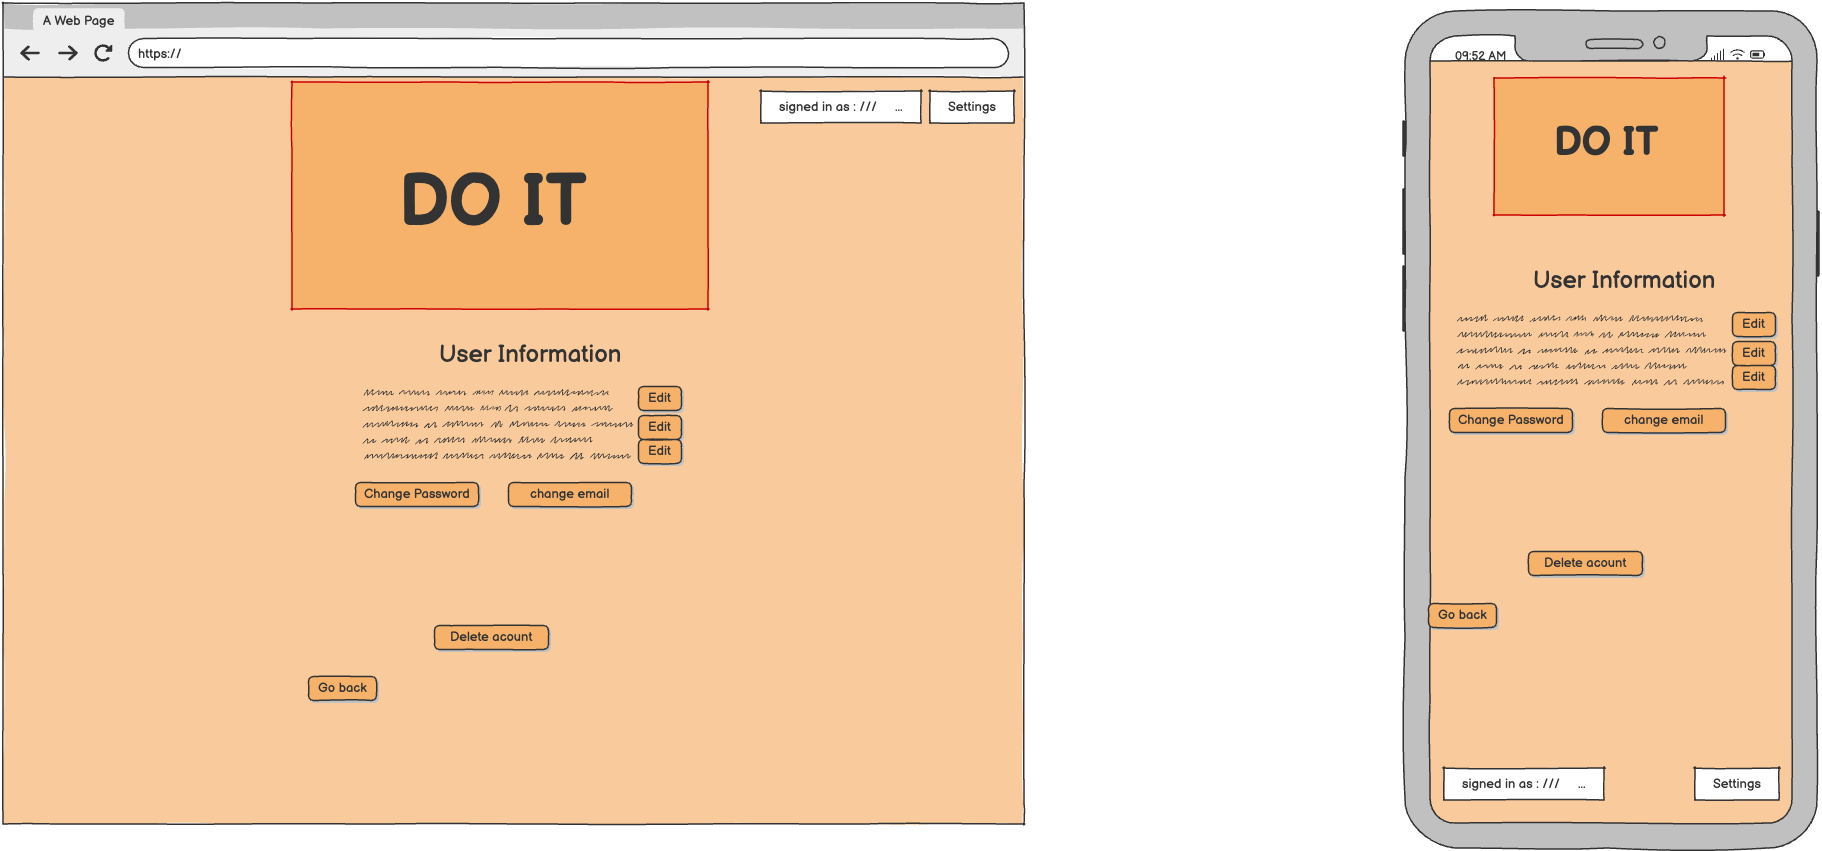 A Web Page
https://
signed in as : /// ...
Settings
DO IT
User Information
Edit
Edit
Edit
Change Password
change email
Delete acount
Go back
09:52 AM
DO IT
User Information
Edit
Edit
Edit
Change Password
change email
Delete acount
Go back
signed in as : /// ...
Settings